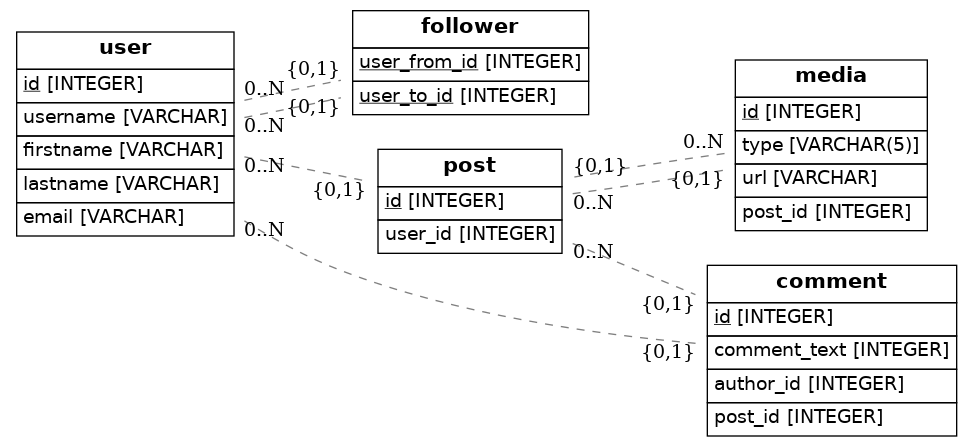 user
id [INTEGER]
username [VARCHAR]
firstname [VARCHAR]
lastname [VARCHAR]
email [VARCHAR]
0..N
{0,1}
0..N
{0,1}
0..N
{0,1}
0..N
{0,1}
follower
user_from_id [INTEGER]
user_to_id [INTEGER]
post
id [INTEGER]
user_id [INTEGER]
{0,1}
0..N
0..N
{0,1}
0..N
{0,1}
media
id [INTEGER]
type [VARCHAR(5)]
url [VARCHAR]
post_id [INTEGER]
comment
id [INTEGER]
comment_text [INTEGER]
author_id [INTEGER]
post_id [INTEGER]